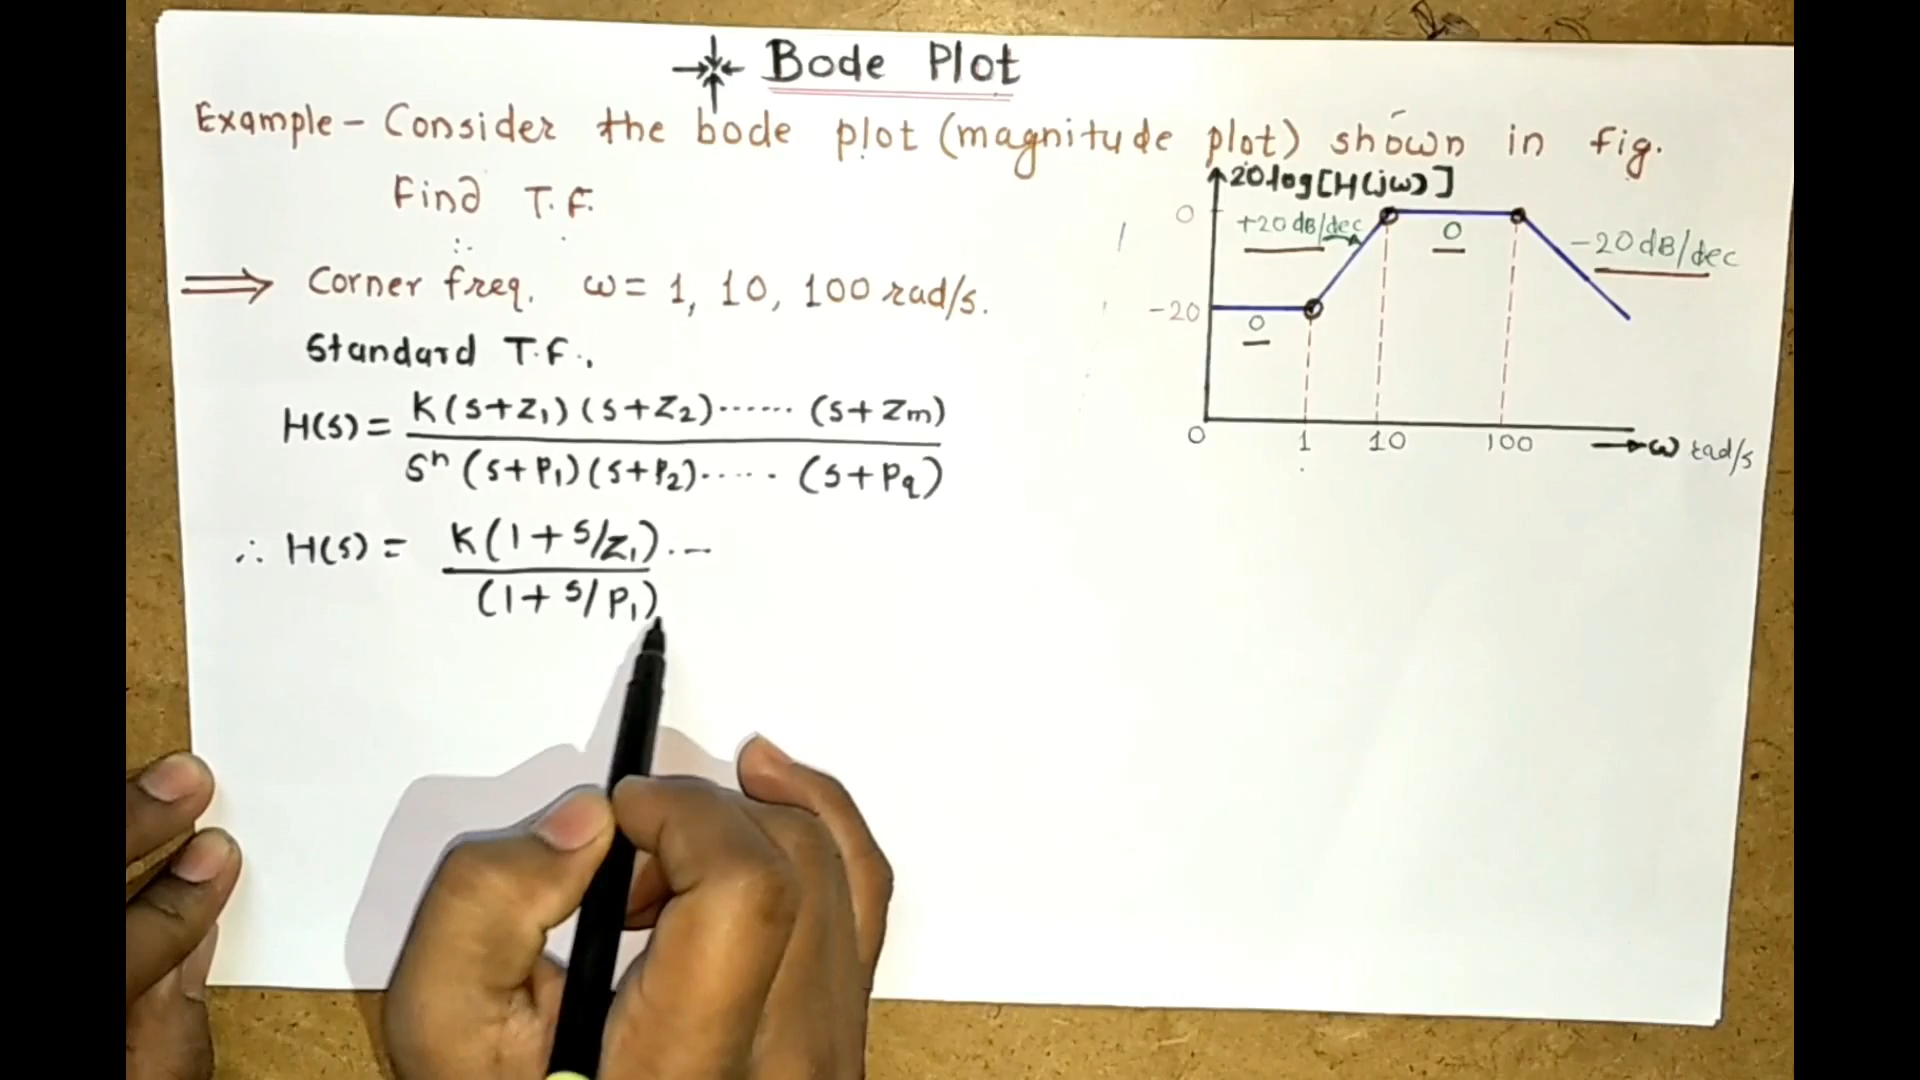 Bode Plot
Example - Consider the bode plot (magnitude plot) shown in fig.
Find T.F.
⟹ Corner freq. ω = 1, 10, 100 rad/s.
Standard T.F.,
H(s) = K(s+z₁)(s+z₂)......(s+zm)
sⁿ(s+p₁)(s+p₂).....(s+pq)
∴ H(s) = K(1+s/z₁)...
(1+s/p₁)
20log[H(jω)]
0
+20 dB/dec
0
-20 dB/dec
-20
0
0
1
10
100
→ω rad/s